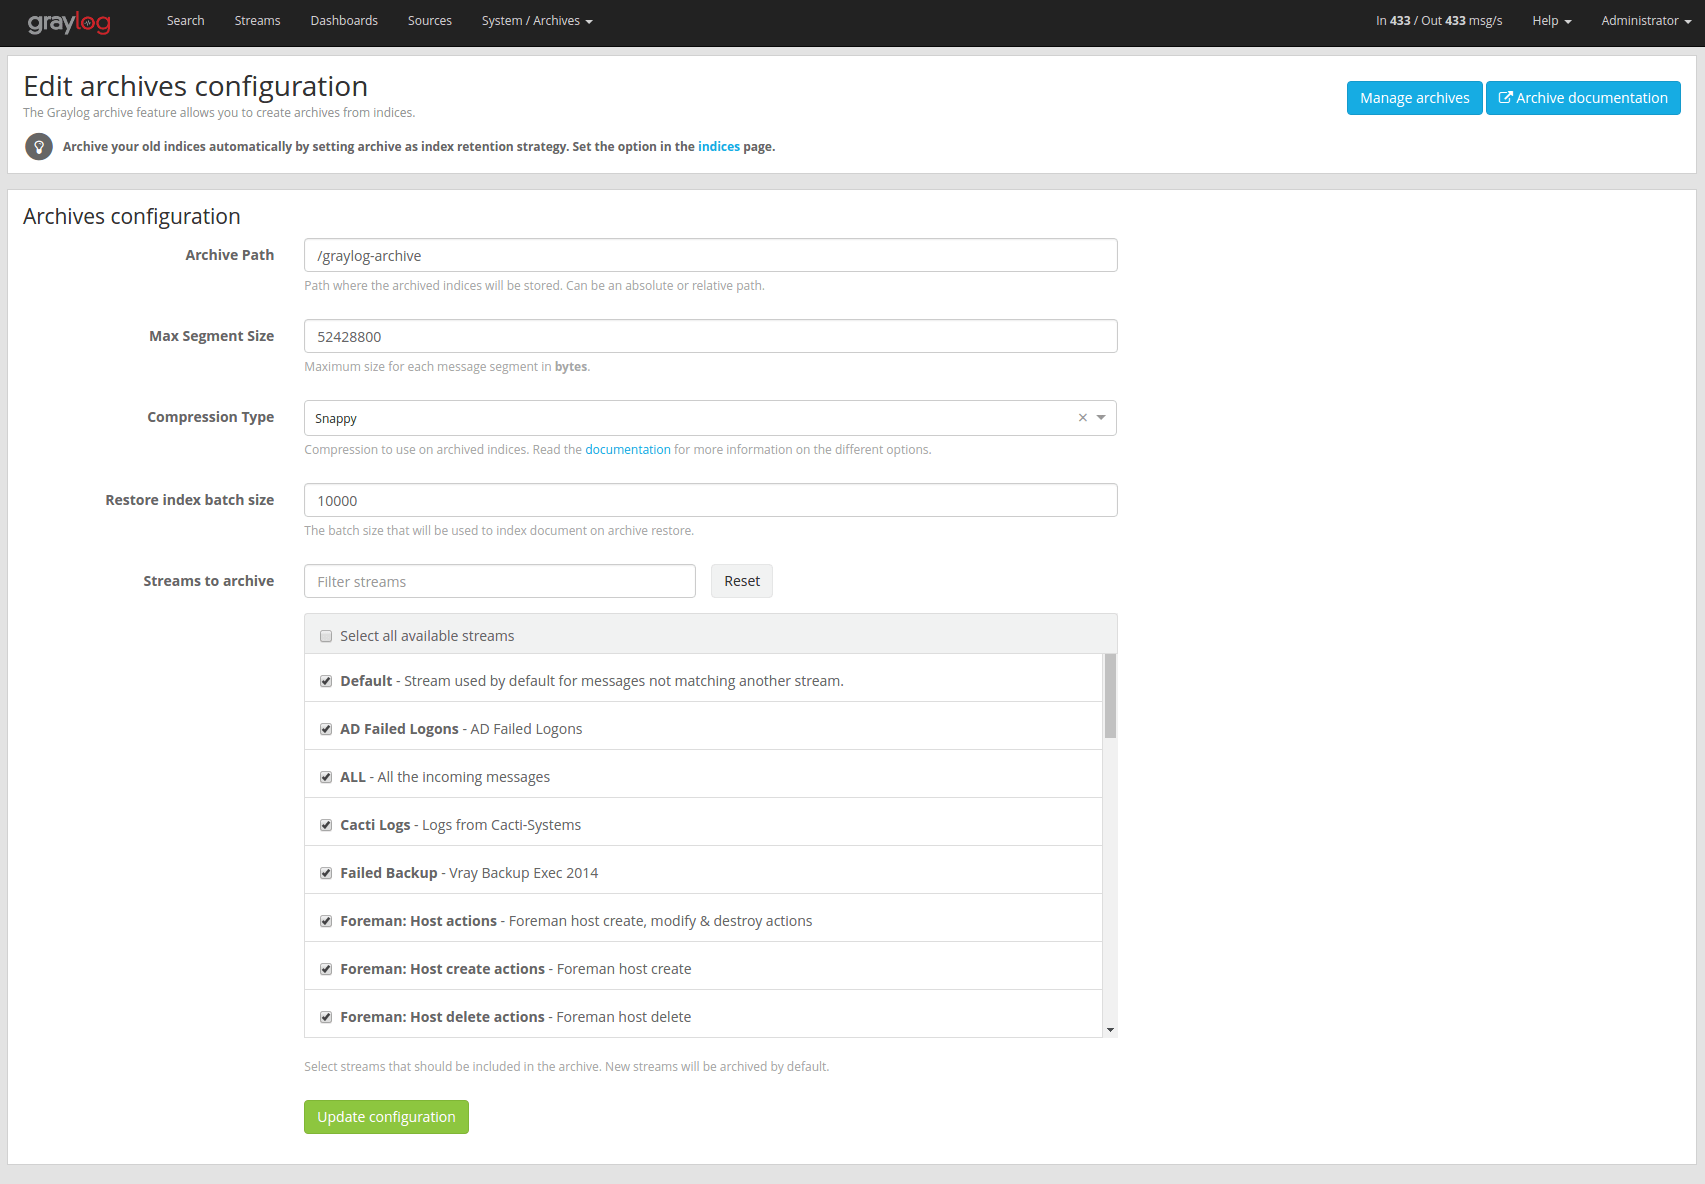 graylog Search Streams Dashboards Sources System / Archives In 433 / Out 433 msg/s Help Administrator
Edit archives configuration
The Graylog archive feature allows you to create archives from indices.
Manage archives Archive documentation
Archive your old indices automatically by setting archive as index retention strategy. Set the option in the indices page.
Archives configuration
Archive Path /graylog-archive
Path where the archived indices will be stored. Can be an absolute or relative path.
Max Segment Size 52428800
Maximum size for each message segment in bytes.
Compression Type Snappy ×
Compression to use on archived indices. Read the documentation for more information on the different options.
Restore index batch size 10000
The batch size that will be used to index document on archive restore.
Streams to archive Filter streams Reset
Select all available streams
Default - Stream used by default for messages not matching another stream.
AD Failed Logons - AD Failed Logons
ALL - All the incoming messages
Cacti Logs - Logs from Cacti-Systems
Failed Backup - Vray Backup Exec 2014
Foreman: Host actions - Foreman host create, modify & destroy actions
Foreman: Host create actions - Foreman host create
Foreman: Host delete actions - Foreman host delete
Select streams that should be included in the archive. New streams will be archived by default.
Update configuration